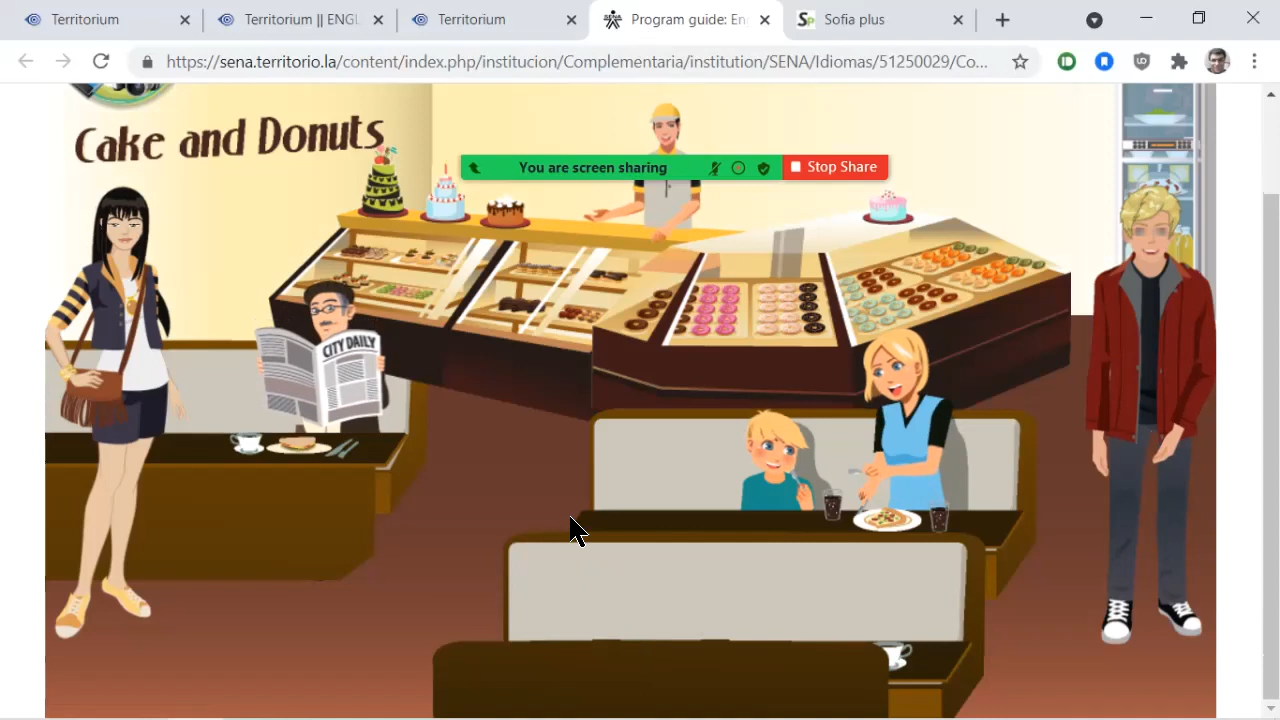 Territorium
Territorium || ENGL
Territorium
Program guide: En
Sp Sofia plus
https://sena.territorio.la/content/index.php/institucion/Complementaria/institution/SENA/Idiomas/51250029/Co...
Cake and Donuts
You are screen sharing
Stop Share
CITY DAILY